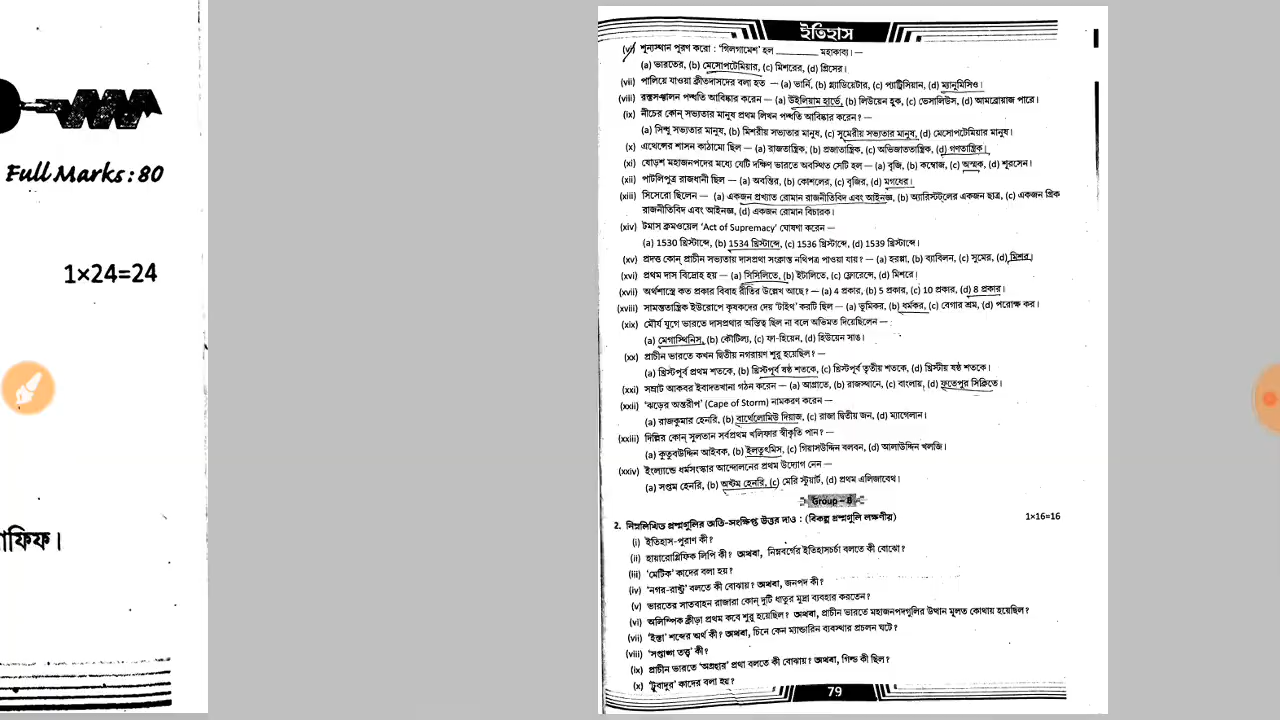 Full Marks : 80
1×24=24
াফিফ।
ইতিহাস
শূন্যস্থান পূরণ করো : 'গিলগামেশ' হল ________ মহাকাব্য।—
(a) ভারতের, (b) মেসোপটেমিয়ার, (c) মিশরের, (d) গ্রিসের।
(vii) পালিয়ে যাওয়া ক্রীতদাসদের বলা হত — (a) ভার্নি, (b) গ্ল্যাডিয়েটার, (c) প্যাট্রিসিয়ান, (d) ম্যানুমিসিও।
(viii) রক্তসঞ্চালন পদ্ধতি আবিষ্কার করেন — (a) উইলিয়াম হার্ভে, (b) লিউয়েন হুক, (c) ভেসালিউস, (d) আমব্রোয়াজ পারে।
(ix) নীচের কোন্ সভ্যতার মানুষ প্রথম লিখন পদ্ধতি আবিষ্কার করেন? —
(a) সিন্ধু সভ্যতার মানুষ, (b) মিশরীয় সভ্যতার মানুষ, (c) সুমেরীয় সভ্যতার মানুষ, (d) মেসোপটেমিয়ার মানুষ।
(x) এথেন্সের শাসন কাঠামো ছিল — (a) রাজতান্ত্রিক, (b) প্রজাতান্ত্রিক, (c) অভিজাততান্ত্রিক, (d) গণতান্ত্রিক।
(xi) ষোড়শ মহাজনপদের মধ্যে যেটি দক্ষিণ ভারতে অবস্থিত সেটি হল — (a) বৃজি, (b) কম্বোজ, (c) অস্মক, (d) শূরসেন।
(xii) পাটলিপুত্র রাজধানী ছিল — (a) অবন্তির, (b) কোশলের, (c) বৃজির, (d) মগধের।
(xiii) সিসেরো ছিলেন — (a) একজন প্রখ্যাত রোমান রাজনীতিবিদ এবং আইনজ্ঞ, (b) অ্যারিস্টটলের একজন ছাত্র, (c) একজন গ্রিক
রাজনীতিবিদ এবং আইনজ্ঞ, (d) একজন রোমান বিচারক।
(xiv) টমাস ক্রমওয়েল 'Act of Supremacy' ঘোষণা করেন —
(a) 1530 খ্রিস্টাব্দে, (b) 1534 খ্রিস্টাব্দে, (c) 1536 খ্রিস্টাব্দে, (d) 1539 খ্রিস্টাব্দে।
(xv) প্রদত্ত কোন্ প্রাচীন সভ্যতায় দাসপ্রথা সংক্রান্ত নথিপত্র পাওয়া যায়? — (a) হরপ্পা, (b) ব্যাবিলন, (c) সুমের, (d) মিশর।
(xvi) প্রথম দাস বিদ্রোহ হয় — (a) সিসিলিতে, (b) ইটালিতে, (c) ফ্লোরেন্সে, (d) মিশরে।
(xvii) অর্থশাস্ত্রে কত প্রকার বিবাহ রীতির উল্লেখ আছে? — (a) 4 প্রকার, (b) 5 প্রকার, (c) 10 প্রকার, (d) 8 প্রকার।
(xviii) সামন্ততান্ত্রিক ইউরোপে কৃষকদের দেয় 'টাইথ' করটি ছিল — (a) ভূমিকর, (b) ধর্মকর, (c) বেগার শ্রম, (d) পরোক্ষ কর।
(xix) মৌর্য যুগে ভারতে দাসপ্রথার অস্তিত্ব ছিল না বলে অভিমত দিয়েছিলেন —
(a) মেগাস্থিনিস, (b) কৌটিল্য, (c) ফা-হিয়েন, (d) হিউয়েন সাঙ।
(xx) প্রাচীন ভারতে কখন দ্বিতীয় নগরায়ণ শুরু হয়েছিল? —
(a) খ্রিস্টপূর্ব প্রথম শতকে, (b) খ্রিস্টপূর্ব ষষ্ঠ শতকে, (c) খ্রিস্টপূর্ব তৃতীয় শতকে, (d) খ্রিস্টীয় ষষ্ঠ শতকে।
(xxi) সম্রাট আকবর ইবাদতখানা গঠন করেন — (a) আগ্রাতে, (b) রাজস্থানে, (c) বাংলায়, (d) ফতেপুর সিক্রিতে।
(xxii) 'ঝড়ের অন্তরীপ' (Cape of Storm) নামকরণ করেন —
(a) রাজকুমার হেনরি, (b) বার্থেলোমিউ দিয়াজ, (c) রাজা দ্বিতীয় জন, (d) ম্যাগেলান।
(xxiii) দিল্লির কোন্ সুলতান সর্বপ্রথম খলিফার স্বীকৃতি পান? —
(a) কুতুবউদ্দিন আইবক, (b) ইলতুৎমিস, (c) গিয়াসউদ্দিন বলবন, (d) আলাউদ্দিন খলজি।
(xxiv) ইংল্যান্ডে ধর্মসংস্কার আন্দোলনের প্রথম উদ্যোগ নেন —
(a) সপ্তম হেনরি, (b) অষ্টম হেনরি, (c) মেরি স্টুয়ার্ট, (d) প্রথম এলিজাবেথ।
Group – B
2. নিম্নলিখিত প্রশ্নগুলির অতি-সংক্ষিপ্ত উত্তর দাও : (বিকল্প প্রশ্নগুলি লক্ষণীয়) 1×16=16
(i) ইতিহাস-পুরাণ কী?
(ii) হায়ারোগ্লিফিক লিপি কী? অথবা, নিম্নবর্গের ইতিহাসচর্চা বলতে কী বোঝো?
(iii) 'মেটিক' কাদের বলা হয়?
(iv) 'নগর-রাষ্ট্র' বলতে কী বোঝায়? অথবা, জনপদ কী?
(v) ভারতের সাতবাহন রাজারা কোন্ দুটি ধাতুর মুদ্রা ব্যবহার করতেন?
(vi) অলিম্পিক ক্রীড়া প্রথম কবে শুরু হয়েছিল? অথবা, প্রাচীন ভারতে মহাজনপদগুলির উত্থান মূলত কোথায় হয়েছিল?
(vii) 'ইক্তা' শব্দের অর্থ কী? অথবা, চিনে কেন ম্যান্ডারিন ব্যবস্থার প্রচলন ঘটে?
(viii) 'সপ্তাঙ্গ তত্ত্ব' কী?
(ix) প্রাচীন ভারতে 'অগ্রহার' প্রথা বলতে কী বোঝায়? অথবা, গিল্ড কী ছিল?
(x) 'ট্রুবাদুর' কাদের বলা হয়?
79